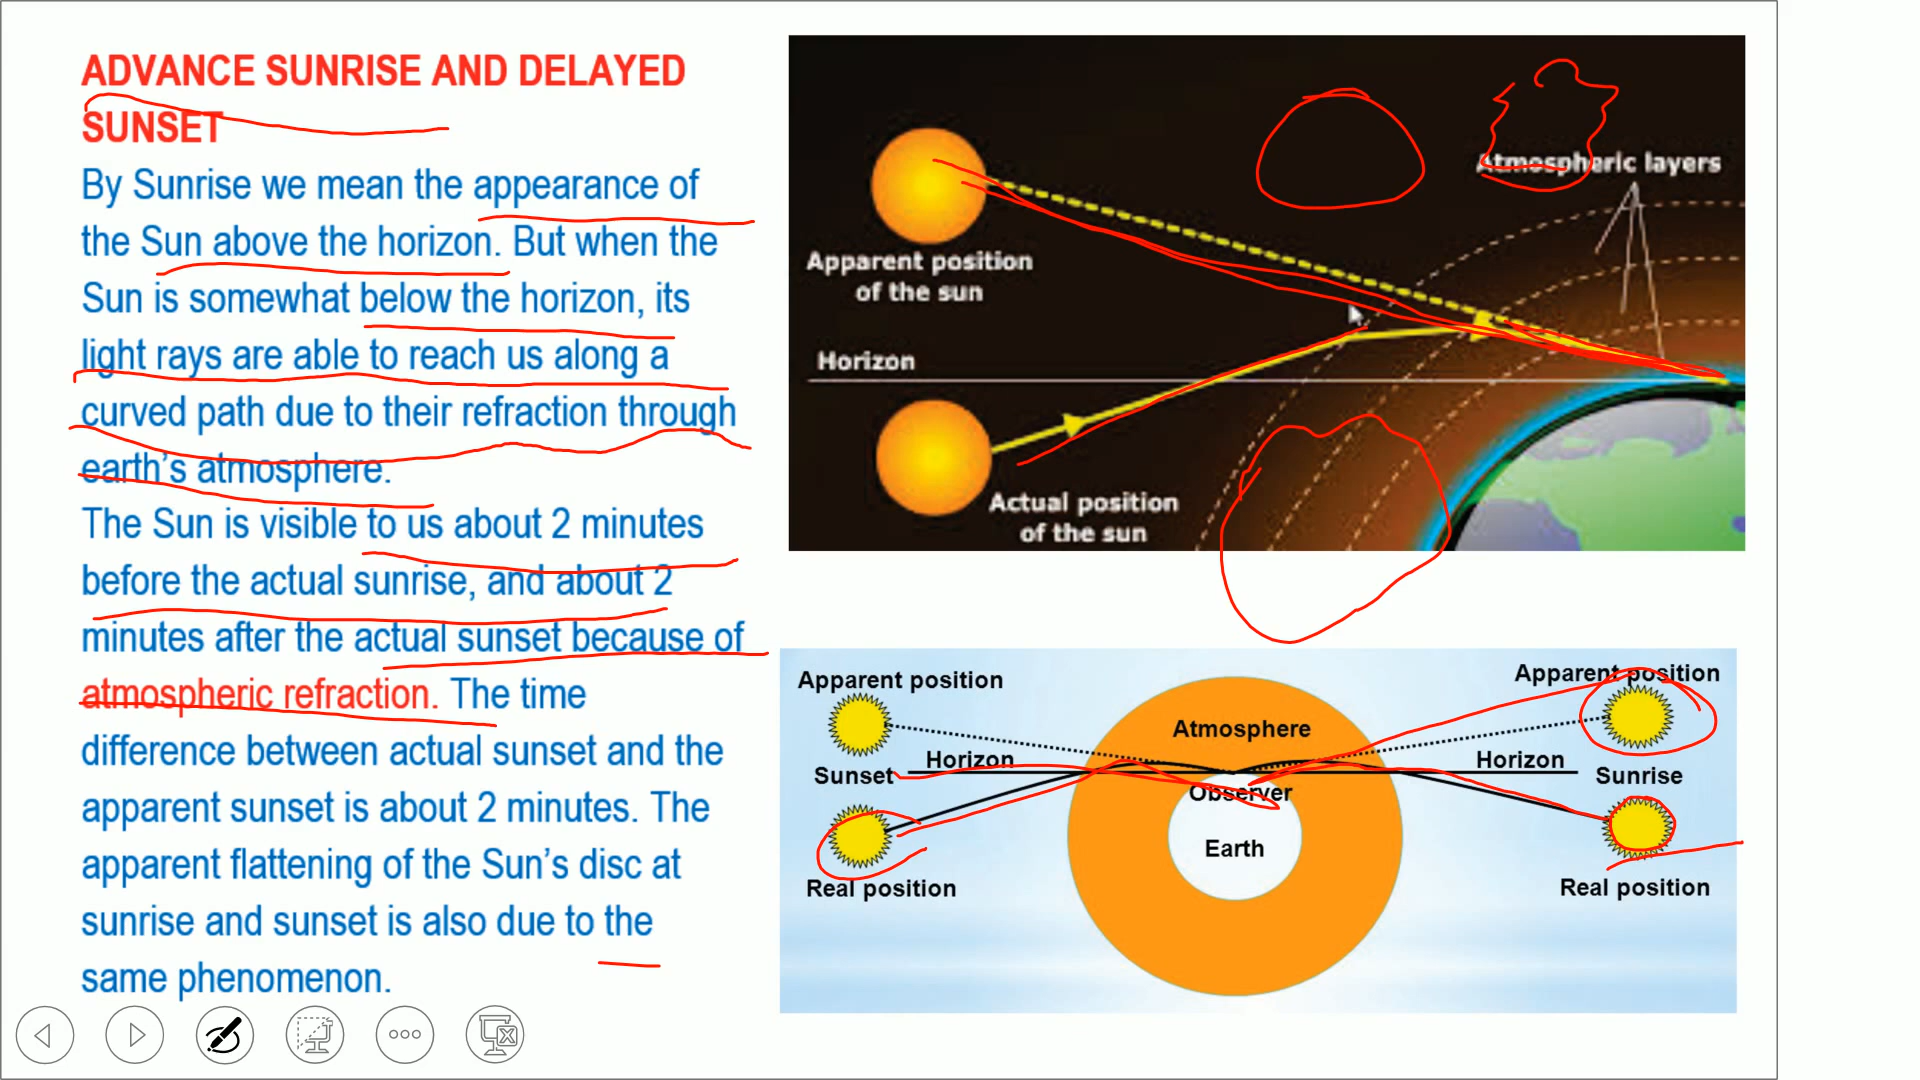 ADVANCE SUNRISE AND DELAYED
SUNSET
By Sunrise we mean the appearance of
the Sun above the horizon. But when the
Sun is somewhat below the horizon, its
light rays are able to reach us along a
curved path due to their refraction through
earth's atmosphere.
The Sun is visible to us about 2 minutes
before the actual sunrise, and about 2
minutes after the actual sunset because of
atmospheric refraction. The time
difference between actual sunset and the
apparent sunset is about 2 minutes. The
apparent flattening of the Sun's disc at
sunrise and sunset is also due to the
same phenomenon.
Atmospheric layers
Apparent position
of the sun
Horizon
Actual position
of the sun
Apparent position
Apparent position
Atmosphere
Horizon
Horizon
Sunset
Sunrise
Observer
Earth
Real position
Real position